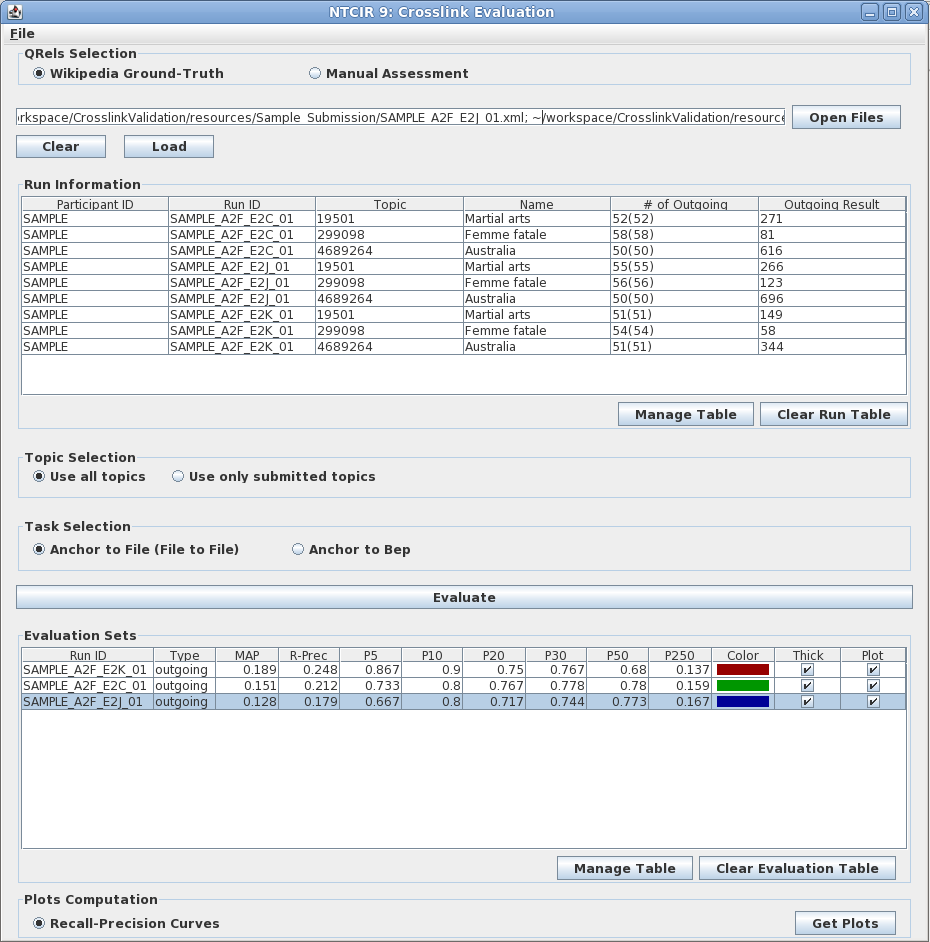 NTCIR 9: Crosslink Evaluation
File
QRels Selection
Wikipedia Ground-Truth Manual Assessment
orkspace/CrosslinkValidation/resources/Sample_Submission/SAMPLE_A2F_E2J_01.xml; ~/workspace/CrosslinkValidation/resource Open Files
Clear Load
Run Information
Participant ID Run ID Topic Name # of Outgoing Outgoing Result
SAMPLE SAMPLE_A2F_E2C_01 19501 Martial arts 52(52) 271
SAMPLE SAMPLE_A2F_E2C_01 299098 Femme fatale 58(58) 81
SAMPLE SAMPLE_A2F_E2C_01 4689264 Australia 50(50) 616
SAMPLE SAMPLE_A2F_E2J_01 19501 Martial arts 55(55) 266
SAMPLE SAMPLE_A2F_E2J_01 299098 Femme fatale 56(56) 123
SAMPLE SAMPLE_A2F_E2J_01 4689264 Australia 50(50) 696
SAMPLE SAMPLE_A2F_E2K_01 19501 Martial arts 51(51) 149
SAMPLE SAMPLE_A2F_E2K_01 299098 Femme fatale 54(54) 58
SAMPLE SAMPLE_A2F_E2K_01 4689264 Australia 51(51) 344
Manage Table Clear Run Table
Topic Selection
Use all topics Use only submitted topics
Task Selection
Anchor to File (File to File) Anchor to Bep
Evaluate
Evaluation Sets
Run ID Type MAP R-Prec P5 P10 P20 P30 P50 P250 Color Thick Plot
SAMPLE_A2F_E2K_01 outgoing 0.189 0.248 0.867 0.9 0.75 0.767 0.68 0.137
SAMPLE_A2F_E2C_01 outgoing 0.151 0.212 0.733 0.8 0.767 0.778 0.78 0.159
SAMPLE_A2F_E2J_01 outgoing 0.128 0.179 0.667 0.8 0.717 0.744 0.773 0.167
Manage Table Clear Evaluation Table
Plots Computation
Recall-Precision Curves Get Plots